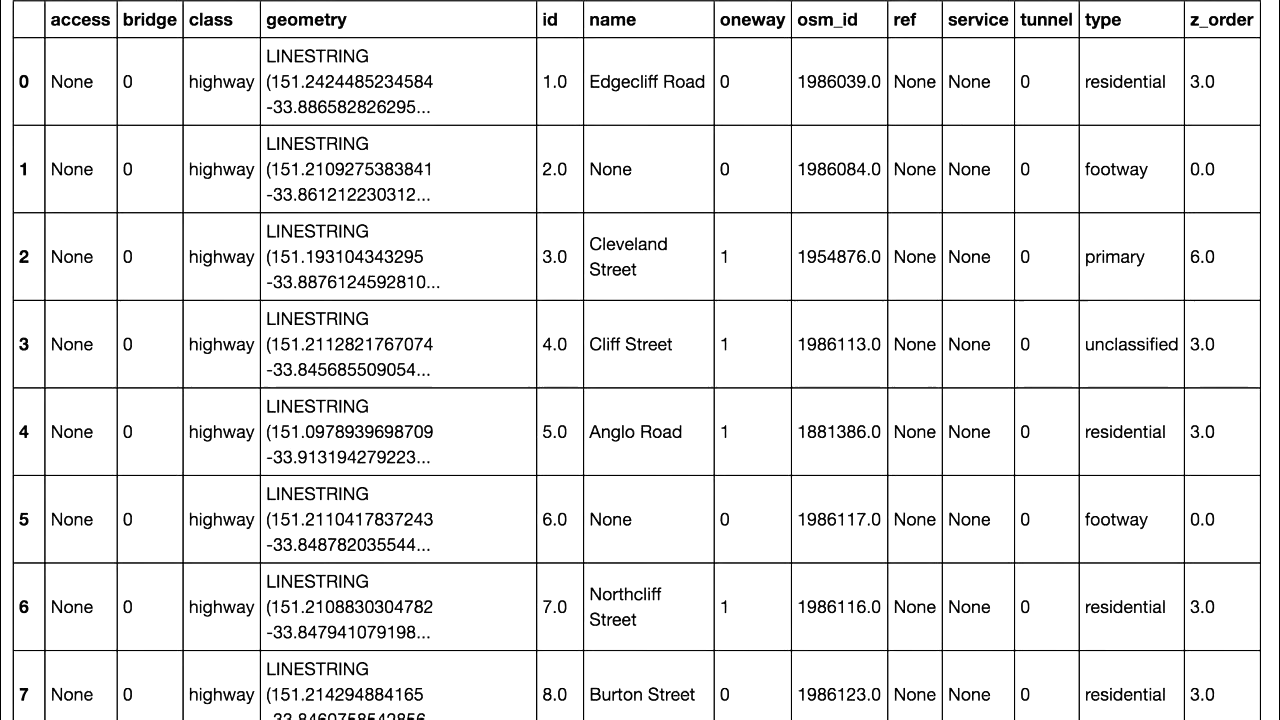 access bridge class geometry id name oneway osm_id ref service tunnel type z_order
LINESTRING
0 None 0 highway (151.2424485234584 1.0 Edgecliff Road 0 1986039.0 None None 0 residential 3.0
-33.886582826295...
LINESTRING
1 None 0 highway (151.2109275383841 2.0 None 0 1986084.0 None None 0 footway 0.0
-33.861212230312...
LINESTRING
Cleveland
2 None 0 highway (151.193104343295 3.0 1 1954876.0 None None 0 primary 6.0
Street
-33.8876124592810...
LINESTRING
3 None 0 highway (151.2112821767074 4.0 Cliff Street 1 1986113.0 None None 0 unclassified 3.0
-33.845685509054...
LINESTRING
4 None 0 highway (151.0978939698709 5.0 Anglo Road 1 1881386.0 None None 0 residential 3.0
-33.913194279223...
LINESTRING
5 None 0 highway (151.2110417837243 6.0 None 0 1986117.0 None None 0 footway 0.0
-33.848782035544...
LINESTRING
Northcliff
6 None 0 highway (151.2108830304782 7.0 1 1986116.0 None None 0 residential 3.0
Street
-33.847941079198...
LINESTRING
7 None 0 highway (151.214294884165 8.0 Burton Street 0 1986123.0 None None 0 residential 3.0